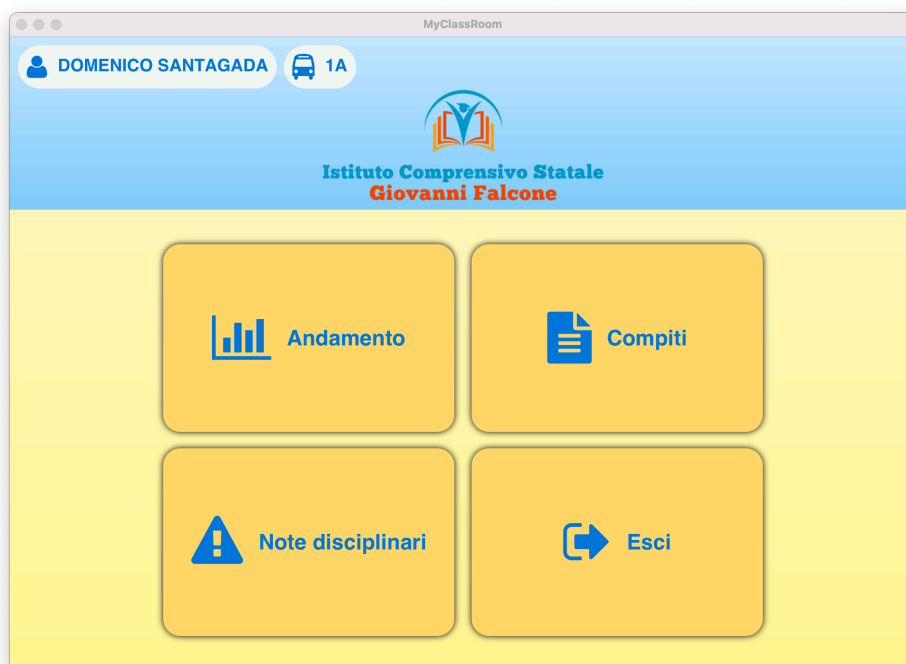 MyClassRoom
DOMENICO SANTAGADA
1A
Istituto Comprensivo Statale
Giovanni Falcone
Andamento
Compiti
Note disciplinari
Esci